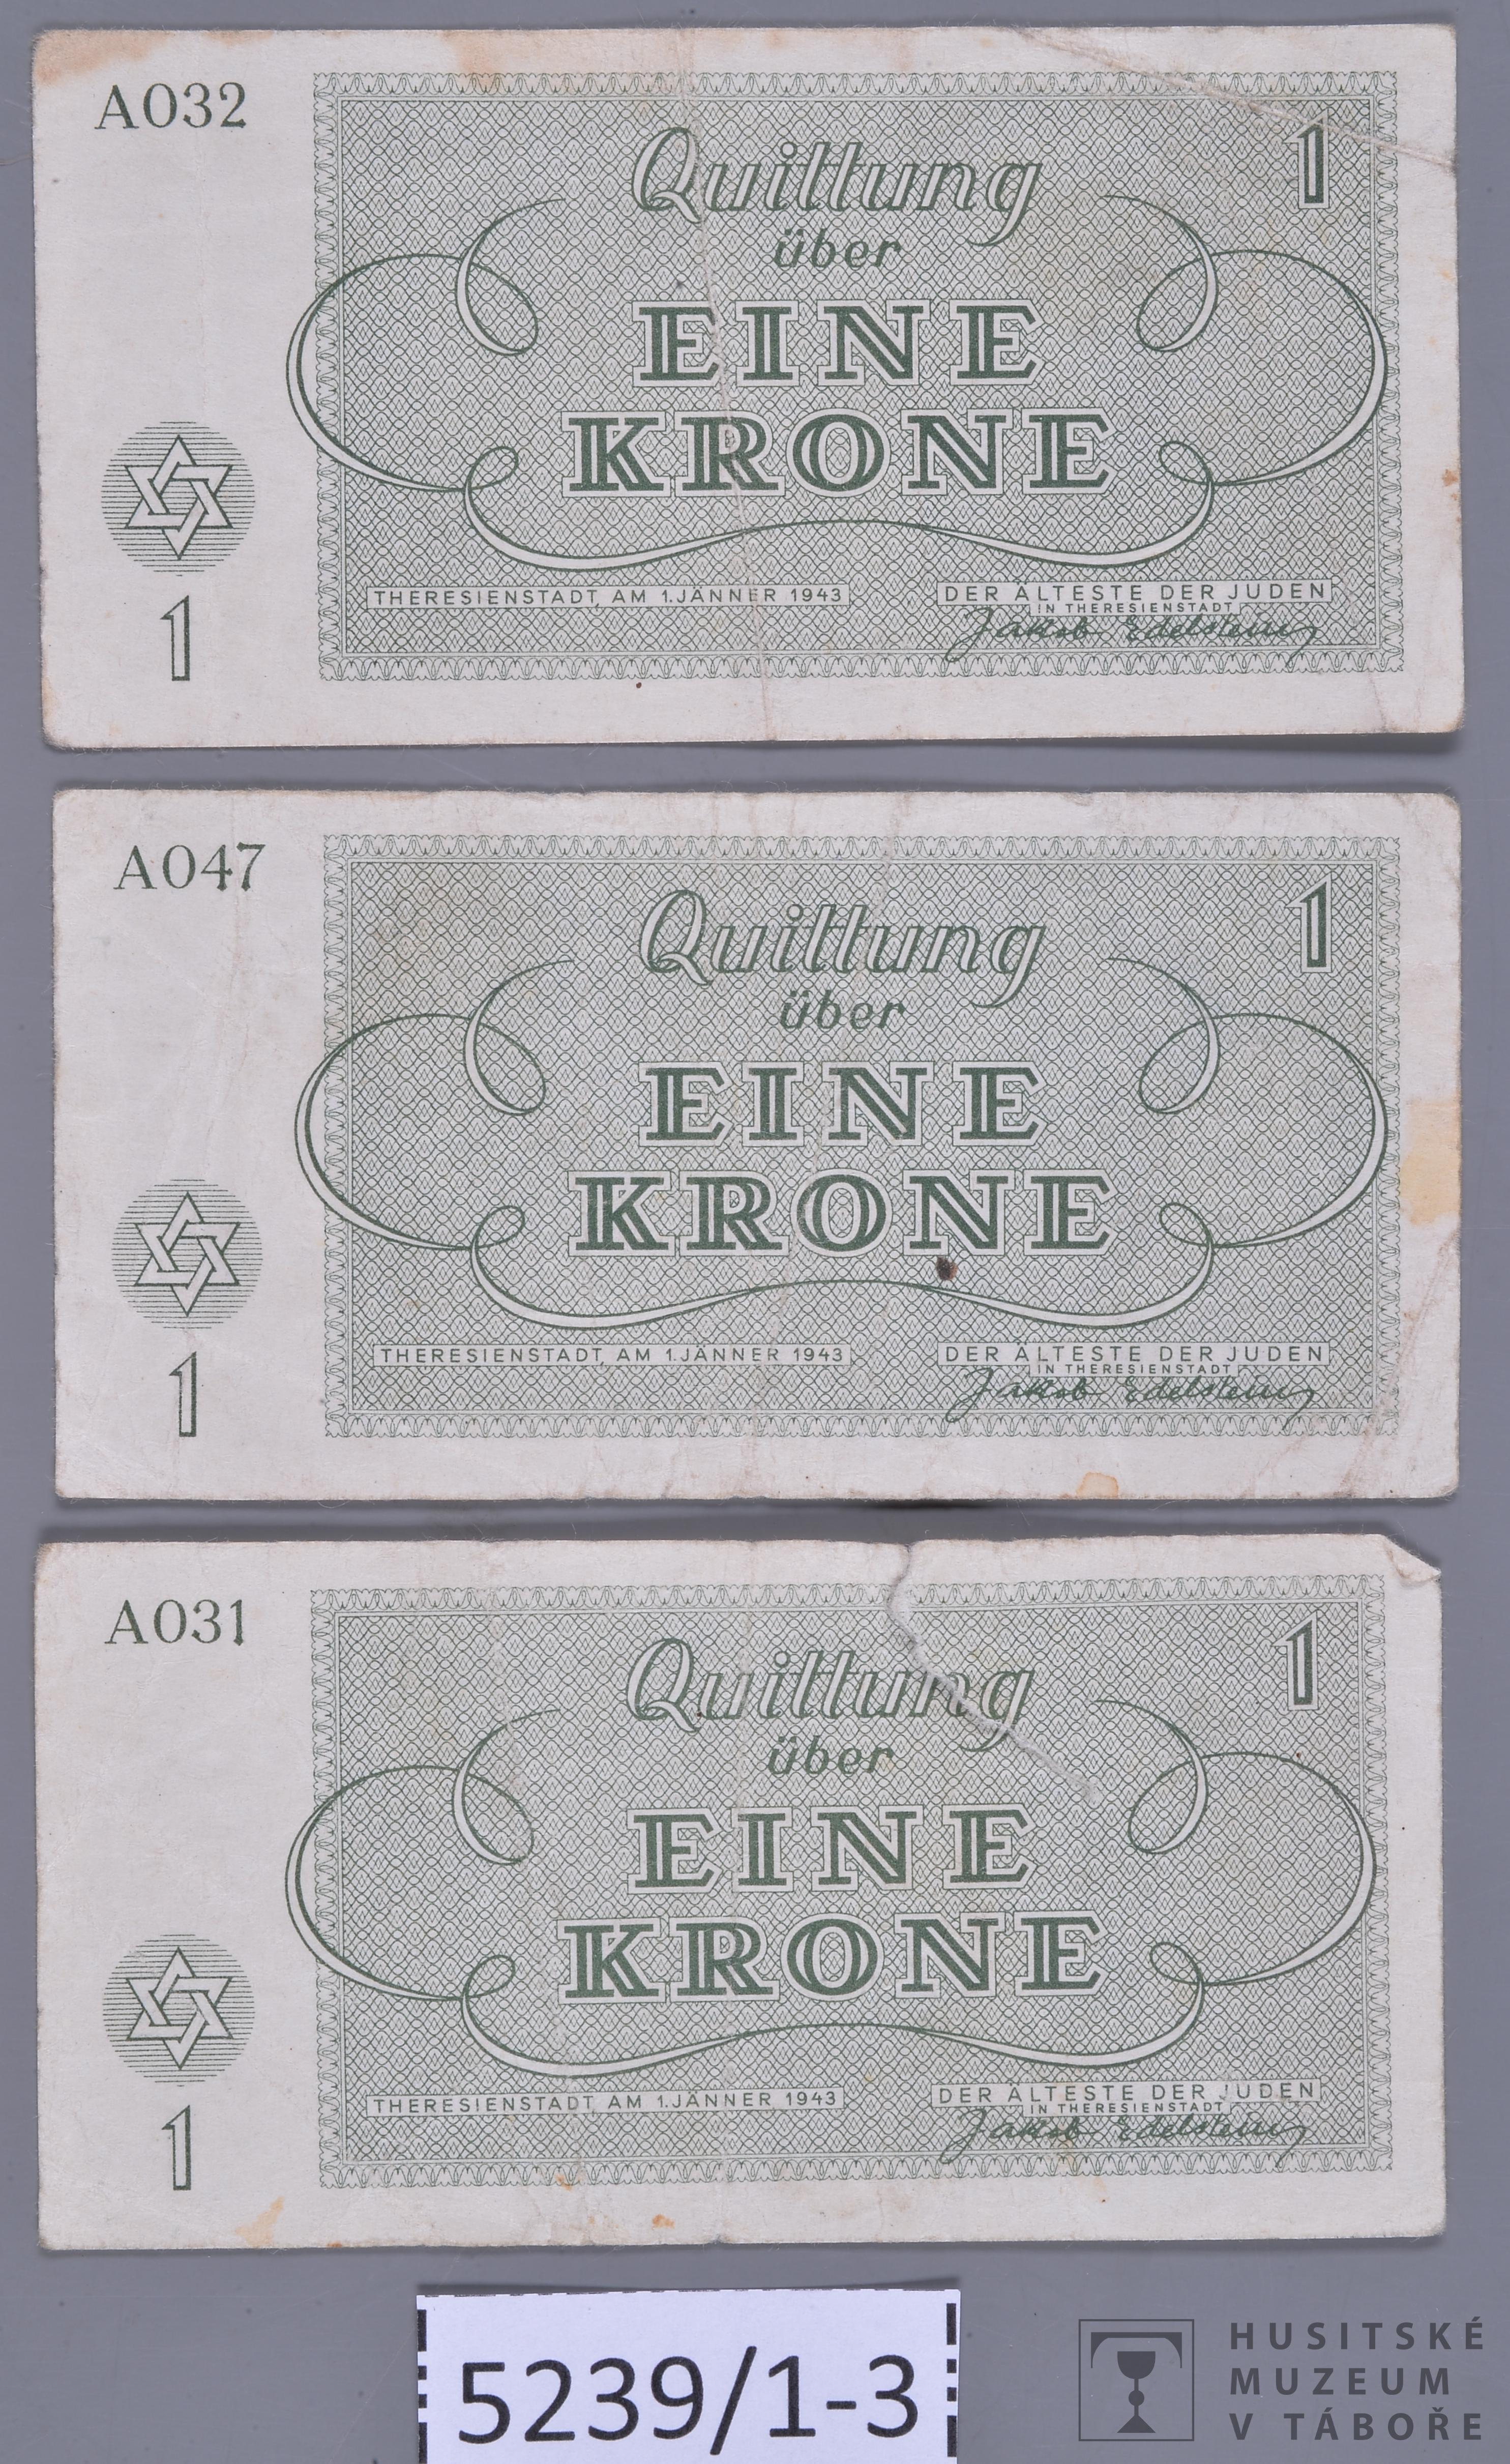 A032
Quittung
1
über
EINE
KRONE
THERESIENSTADT, AM 1. JÄNNER 1943
DER ÄLTESTE DER JUDEN
IN THERESIENSTADT
Jakob Edelstein
1
A047
Quittung
1
über
EINE
KRONE
THERESIENSTADT, AM 1. JÄNNER 1943
DER ÄLTESTE DER JUDEN
IN THERESIENSTADT
Jakob Edelstein
1
A031
Quittung
1
über
EINE
KRONE
THERESIENSTADT, AM 1. JÄNNER 1943
DER ÄLTESTE DER JUDEN
IN THERESIENSTADT
Jakob Edelstein
1
5239/1-3
HUSITSKÉ
MUZEUM
V TÁBOŘE